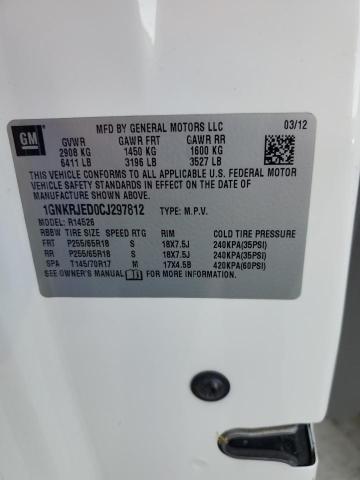 GM
MFD BY GENERAL MOTORS LLC 03/12
GVWR GAWR FRT GAWR RR
2908 KG 1450 KG 1600 KG
6411 LB 3196 LB 3527 LB
THIS VEHICLE CONFORMS TO ALL APPLICABLE U.S. FEDERAL MOTOR
VEHICLE SAFETY STANDARDS IN EFFECT ON THE DATE OF
MANUFACTURE SHOWN ABOVE.
1GNKRJED0CJ297812 TYPE: M.P.V.
MODEL: R14526
RBBW TIRE SIZE SPEED RTG RIM COLD TIRE PRESSURE
FRT P255/65R18 S 18X7.5J 240KPA(35PSI)
RR P255/65R18 S 18X7.5J 240KPA(35PSI)
SPA T145/70R17 M 17X4.5B 420KPA(60PSI)
SEE OWNER'S MANUAL FOR ADDITIONAL INFORMATION.